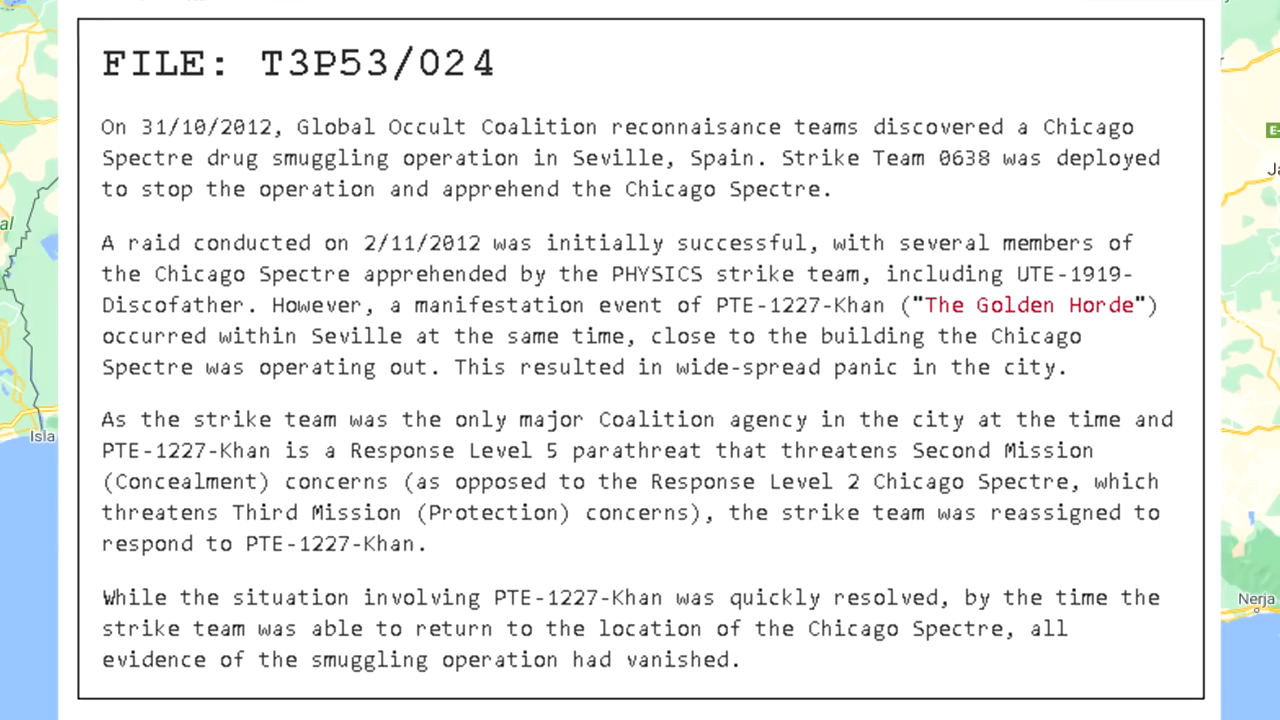 FILE: T3P53/024
On 31/10/2012, Global Occult Coalition reconnaisance teams discovered a Chicago
Spectre drug smuggling operation in Seville, Spain. Strike Team 0638 was deployed
to stop the operation and apprehend the Chicago Spectre.
A raid conducted on 2/11/2012 was initially successful, with several members of
the Chicago Spectre apprehended by the PHYSICS strike team, including UTE-1919-
Discofather. However, a manifestation event of PTE-1227-Khan ("The Golden Horde")
occurred within Seville at the same time, close to the building the Chicago
Spectre was operating out. This resulted in wide-spread panic in the city.
As the strike team was the only major Coalition agency in the city at the time and
PTE-1227-Khan is a Response Level 5 parathreat that threatens Second Mission
(Concealment) concerns (as opposed to the Response Level 2 Chicago Spectre, which
threatens Third Mission (Protection) concerns), the strike team was reassigned to
respond to PTE-1227-Khan.
While the situation involving PTE-1227-Khan was quickly resolved, by the time the
strike team was able to return to the location of the Chicago Spectre, all
evidence of the smuggling operation had vanished.
Isla
Nerja